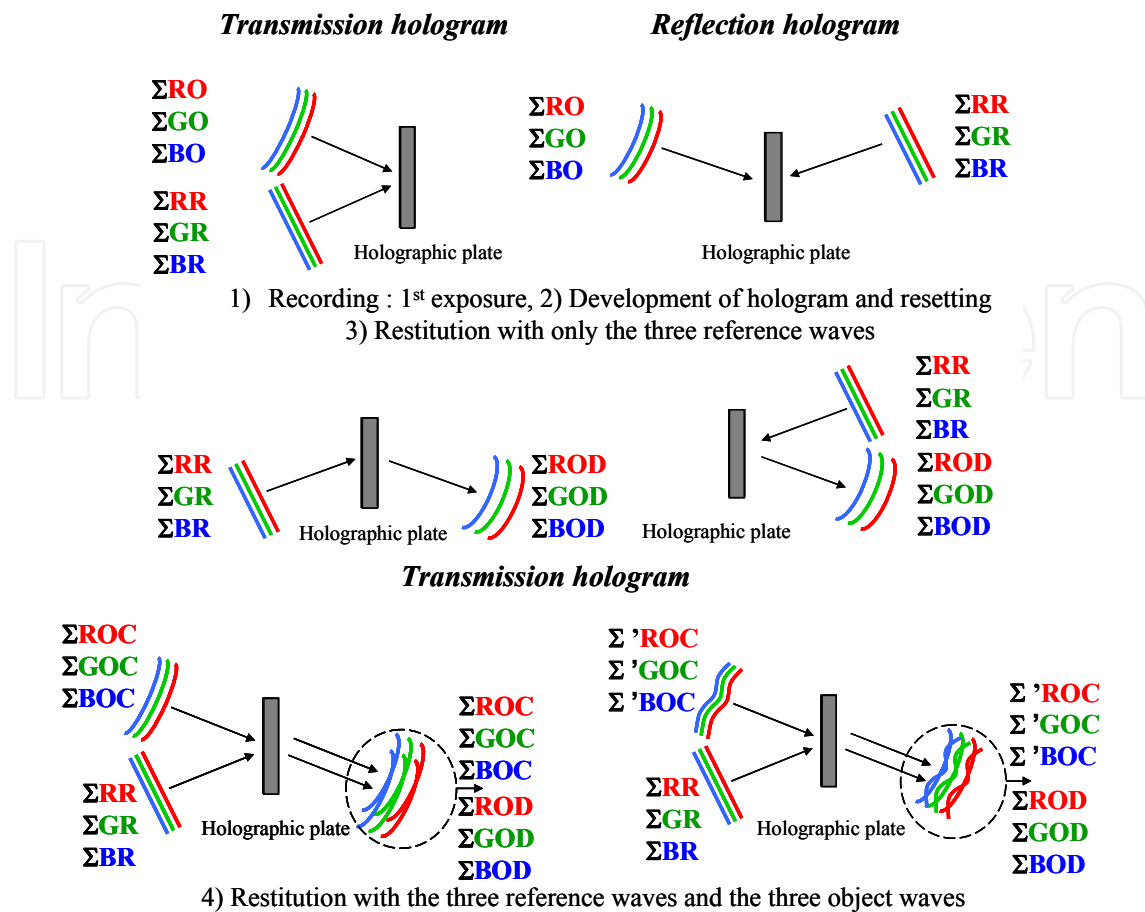 Transmission hologram
Reflection hologram
ΣRO
ΣGO
ΣBO
ΣRR
ΣGR
ΣBR
Holographic plate
ΣRO
ΣGO
ΣBO
ΣRR
ΣGR
ΣBR
Holographic plate
1) Recording : 1st exposure, 2) Development of hologram and resetting
3) Restitution with only the three reference waves
ΣRR
ΣGR
ΣBR
Holographic plate
ΣROD
ΣGOD
ΣBOD
ΣRR
ΣGR
ΣBR
ΣROD
ΣGOD
ΣBOD
Holographic plate
Transmission hologram
ΣROC
ΣGOC
ΣBOC
ΣRR
ΣGR
ΣBR
Holographic plate
ΣROC
ΣGOC
ΣBOC
ΣROD
ΣGOD
ΣBOD
Σ 'ROC
Σ 'GOC
Σ 'BOC
ΣRR
ΣGR
ΣBR
Holographic plate
Σ 'ROC
Σ 'GOC
Σ 'BOC
ΣROD
ΣGOD
ΣBOD
4) Restitution with the three reference waves and the three object waves